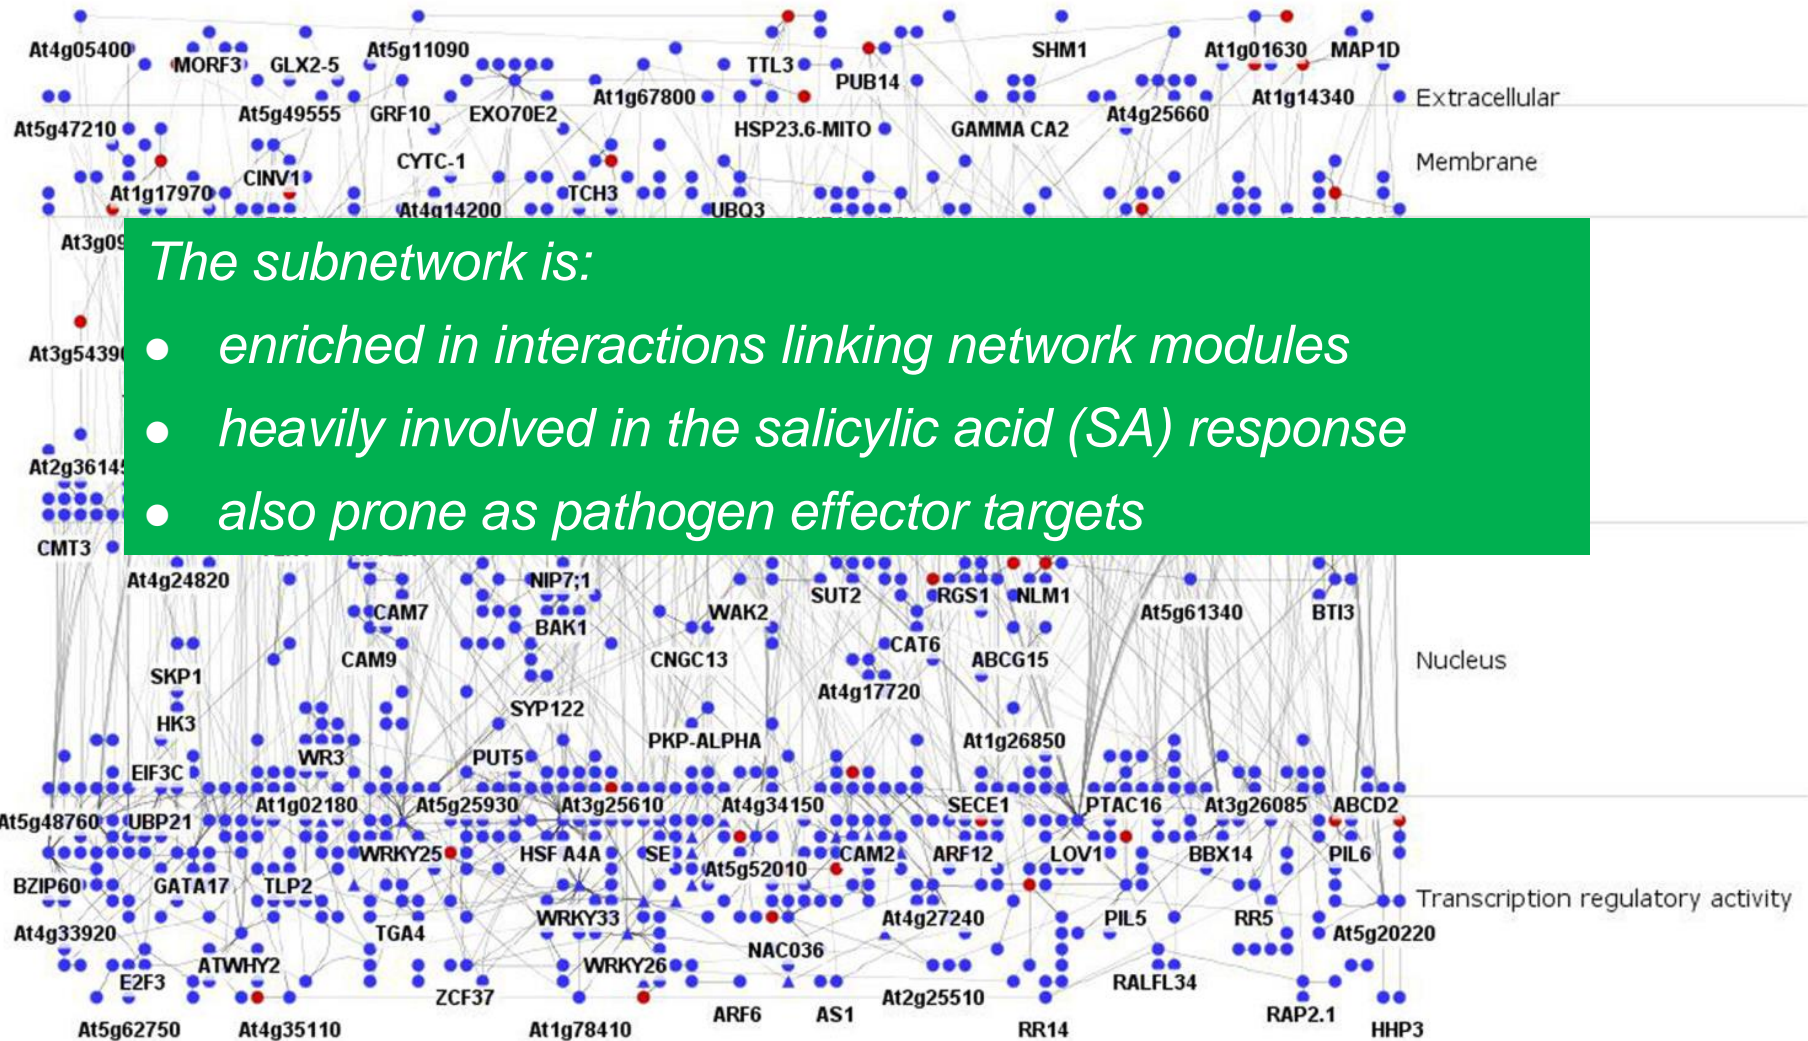 At4g05400 At5g11090 SHM1 At1g01630 MAP1D
MORF3 GLX2-5 TTL3 PUB14
At1g67800 At1g14340 Extracellular
At5g49555 GRF10 EXO70E2 At4g25660
At5g47210 HSP23.6-MITO GAMMA CA2
CYTC-1 Membrane
At1g17970 CINV1 TCH3
At4g14200 UBQ3
At3g09
The subnetwork is:
● enriched in interactions linking network modules
At3g5439
● heavily involved in the salicylic acid (SA) response
At2g3614
● also prone as pathogen effector targets
CMT3
At4g24820 NIP7;1 SUT2 RGS1 NLM1
CAM7 WAK2 At5g61340 BTI3
BAK1
CAT6
CAM9 CNGC13 ABCG15 Nucleus
SKP1 At4g17720
SYP122
HK3 PKP-ALPHA At1g26850
WR3 PUT5
EIF3C
At1g02180 At5g25930 At3g25610 At4g34150 SECE1 PTAC16 At3g26085 ABCD2
At5g48760 UBP21
WRKY25 HSF A4A SE CAM2 ARF12 LOV1 BBX14 PIL6
At5g52010
BZIP60 GATA17 TLP2 Transcription regulatory activity
WRKY33 At4g27240 PIL5 RR5
At4g33920 TGA4 At5g20220
NAC036
ATWHY2 WRKY26
E2F3 RALFL34
ZCF37 At2g25510
ARF6 AS1 RAP2.1
At5g62750 At4g35110 At1g78410 RR14 HHP3